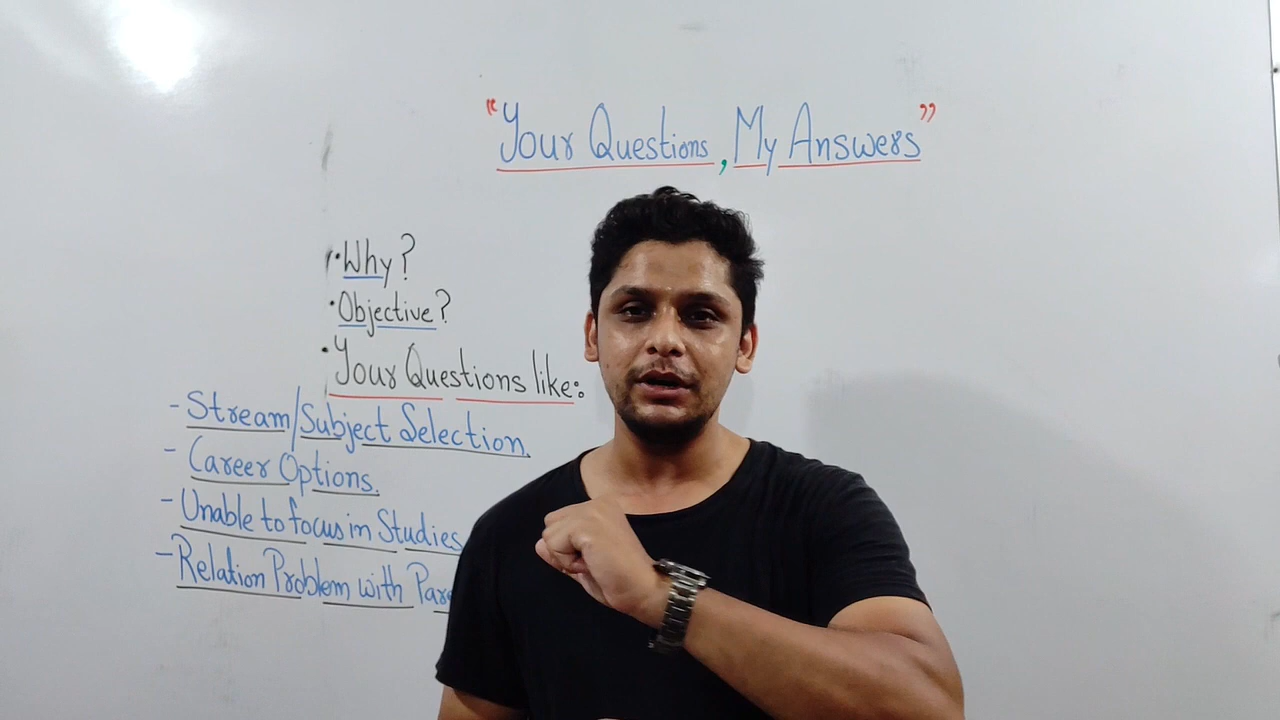 "Your Questions, My Answers"
• Why?
• Objective?
• Your Questions like:
- Stream/Subject Selection.
- Career Options.
- Unable to focus in Studies
- Relation Problem with